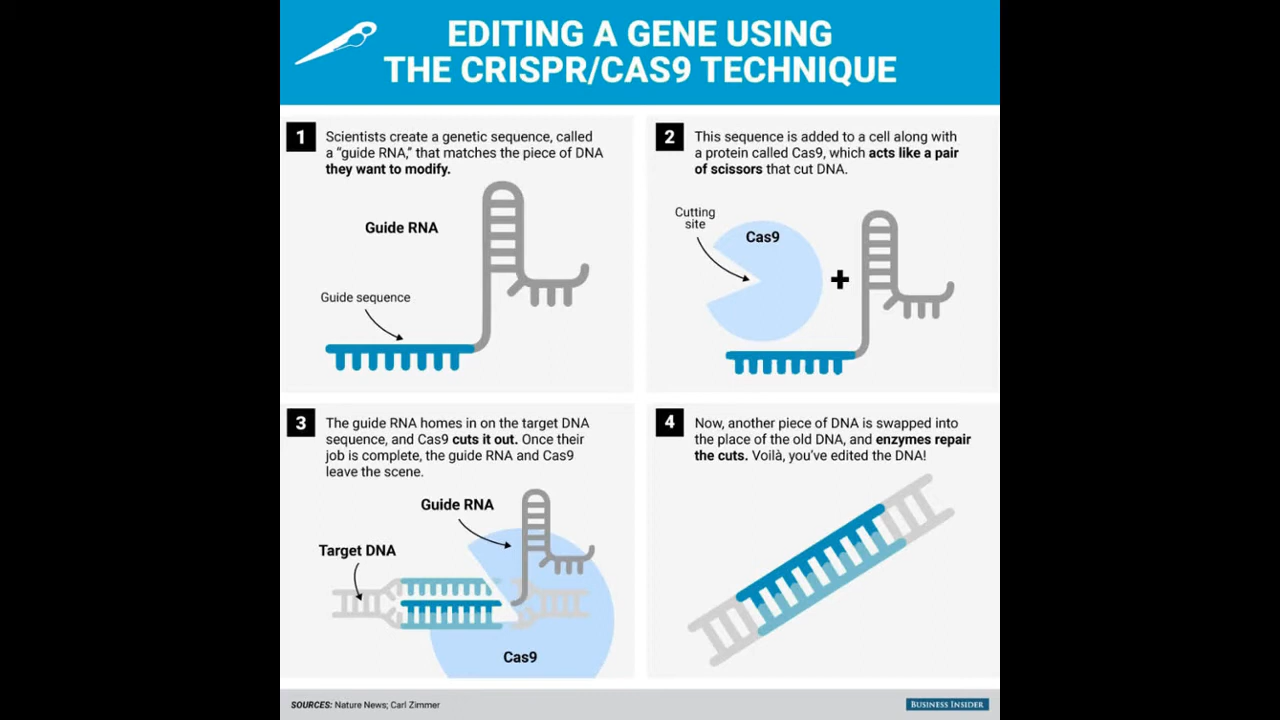 EDITING A GENE USING
THE CRISPR/CAS9 TECHNIQUE
1
Scientists create a genetic sequence, called
a “guide RNA,” that matches the piece of DNA
they want to modify.
Guide RNA
Guide sequence
2
This sequence is added to a cell along with
a protein called Cas9, which acts like a pair
of scissors that cut DNA.
Cutting
site
Cas9
+
3
The guide RNA homes in on the target DNA
sequence, and Cas9 cuts it out. Once their
job is complete, the guide RNA and Cas9
leave the scene.
Guide RNA
Target DNA
Cas9
4
Now, another piece of DNA is swapped into
the place of the old DNA, and enzymes repair
the cuts. Voilà, you’ve edited the DNA!
SOURCES: Nature News; Carl Zimmer
BUSINESS INSIDER